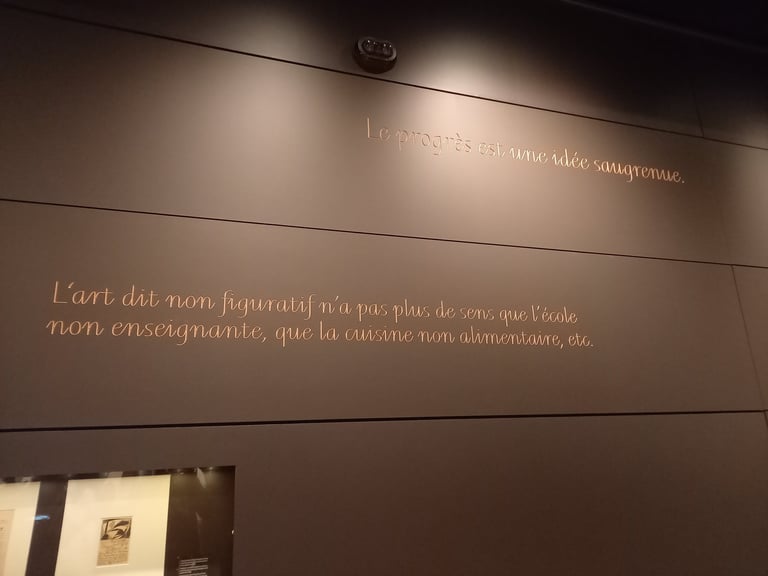 Le progrès est une idée saugrenue.
L'art dit non figuratif n'a pas plus de sens que l'école
non enseignante, que la cuisine non alimentaire, etc.